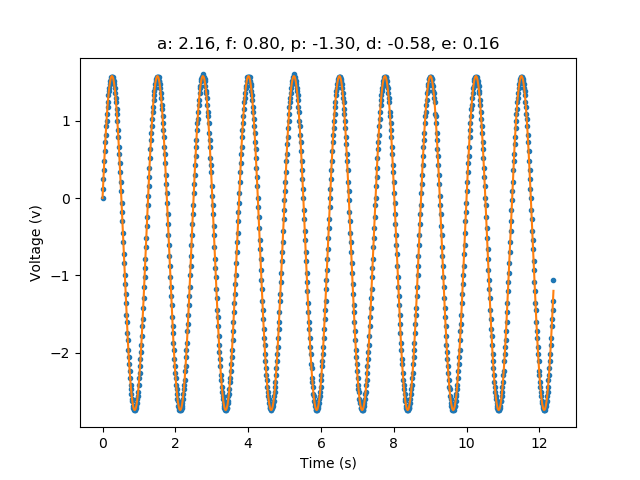 a: 2.16, f: 0.80, p: -1.30, d: -0.58, e: 0.16
Voltage (v)
1
0
−1
−2
0 2 4 6 8 10 12
Time (s)